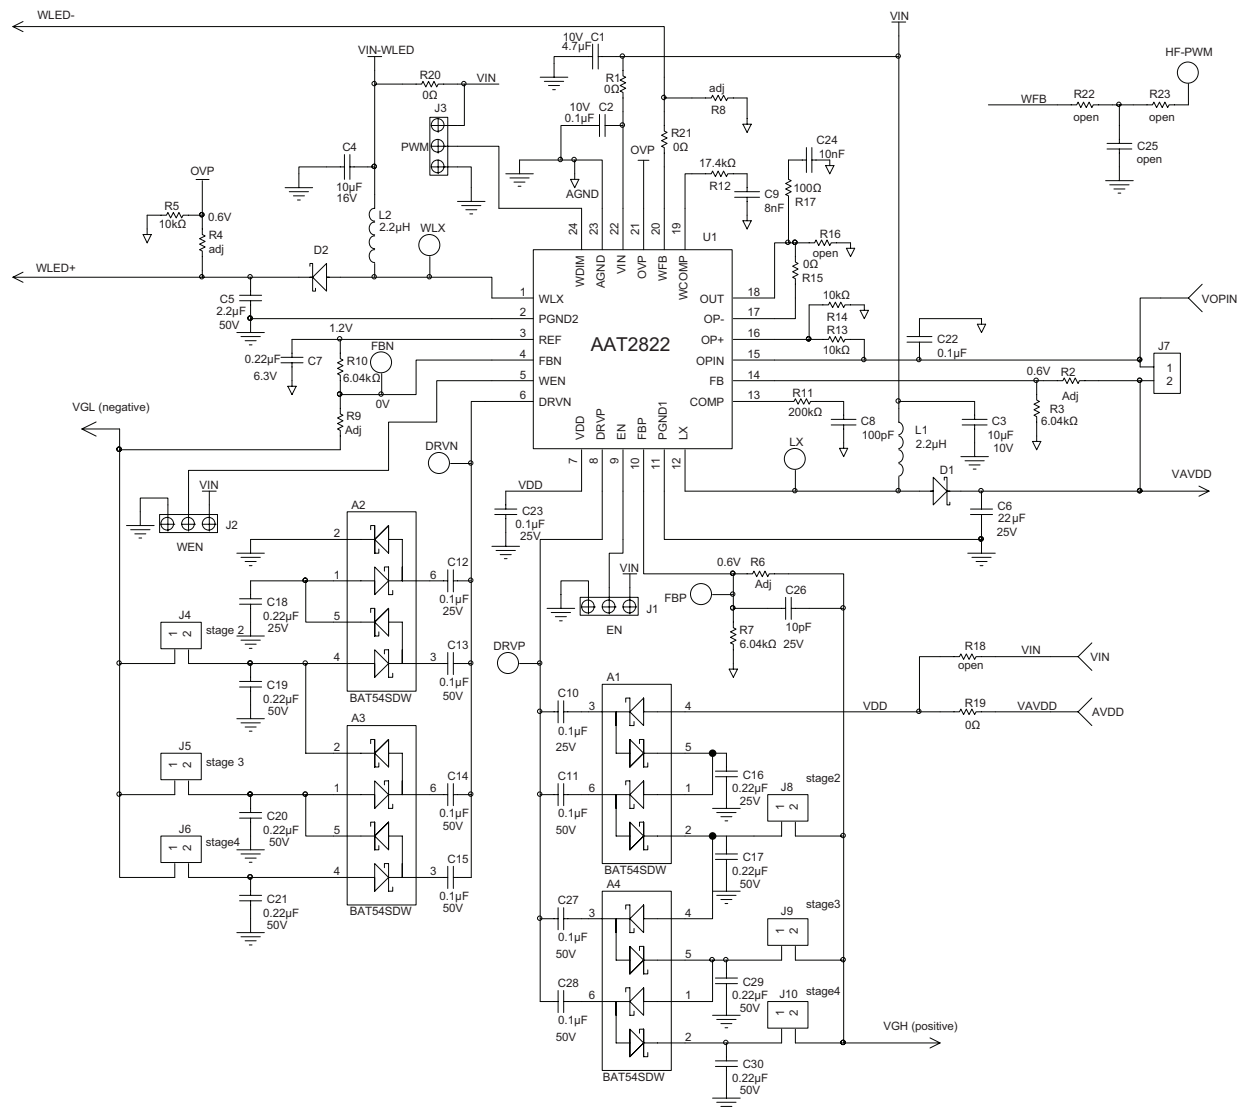 WLED-
VIN
VIN-WLED
10V C1
4.7µF
R20
0Ω
VIN
R1
0Ω
adj
R8
HF-PWM
WFB
R22
open
R23
open
C25
open
J3
PWM
10V
0.1µF
C2
R21
0Ω
OVP
AGND
C24
10nF
17.4kΩ
R12
C9
8nF
100Ω
R17
C4
10µF
16V
OVP
R5
10kΩ
0.6V
R4
adj
L2
2.2µH
WLX
D2
WLED+
C5
2.2µF
50V
U1
R16
open
0Ω
R15
24 23 22 21 20 19
WDIM
AGND
VIN
OVP
WFB
WCOMP
AAT2822
1 WLX
2 PGND2
3 REF
4 FBN
5 WEN
6 DRVN
OUT 18
OP- 17
OP+ 16
OPIN 15
FB 14
COMP 13
VDD
DRVP
EN
FBP
PGND1
LX
7 8 9 10 11 12
10kΩ
R14
R13
10kΩ
C22
0.1µF
VOPIN
J7
1
2
0.6V
R2
Adj
R3
6.04kΩ
1.2V
0.22µF
C7
6.3V
R10
6.04kΩ
FBN
0V
R9
Adj
VGL (negative)
R11
200kΩ
C8
100pF
L1
2.2µH
C3
10µF
10V
LX
D1
VAVDD
C6
22µF
25V
DRVN
VDD
C23
0.1µF
25V
VIN
J2
WEN
A2
2
1
5
4
6
3
BAT54SDW
C12
0.1µF
25V
C13
0.1µF
50V
C18
0.22µF
25V
J4
1 2
stage 2
C19
0.22µF
50V
A3
2
1
5
4
6
3
BAT54SDW
C14
0.1µF
50V
C15
0.1µF
50V
J5
1 2
stage 3
C20
0.22µF
50V
J6
1 2
stage4
C21
0.22µF
50V
VIN
J1
EN
0.6V
R6
Adj
FBP
C26
10pF
25V
R7
6.04kΩ
DRVP
R18
open
VIN
VIN
VDD
R19
0Ω
VAVDD
AVDD
A1
3
6
4
5
1
2
BAT54SDW
C10
0.1µF
25V
C11
0.1µF
50V
C16
0.22µF
25V
stage2
J8
1 2
C17
0.22µF
50V
A4
3
6
4
5
1
2
BAT54SDW
C27
0.1µF
50V
C28
0.1µF
50V
stage3
J9
1 2
C29
0.22µF
50V
stage4
J10
1 2
VGH (positive)
C30
0.22µF
50V